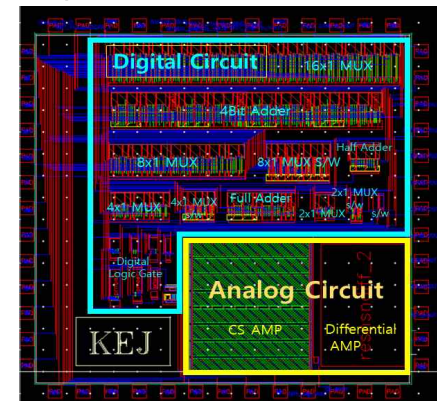 Digital Circuit
16x1 MUX
4Bit Adder
Half Adder
8x1 MUX
8x1 MUX S/W
4x1 MUX
4x1 MUX
s/w
Full Adder
2x1 MUX
s/w
2x1 MUX
s/w
Digital
Logic Gate
Analog Circuit
CS AMP
Differential
AMP
KEJ